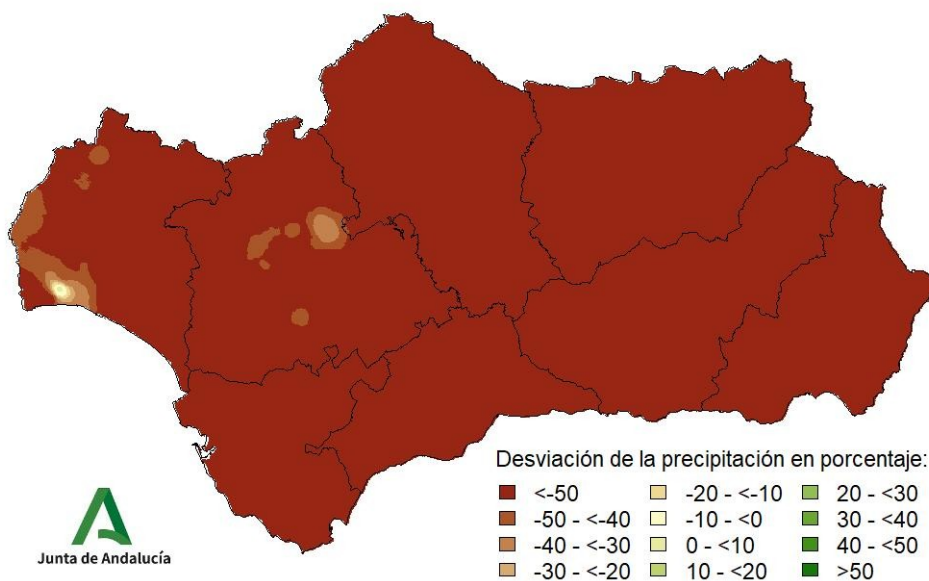 Desviación de la precipitación en porcentaje:
<-50 -20 - <-10 20 - <30
-50 - <-40 -10 - <0 30 - <40
-40 - <-30 0 - <10 40 - <50
-30 - <-20 10 - <20 >50
Junta de Andalucía